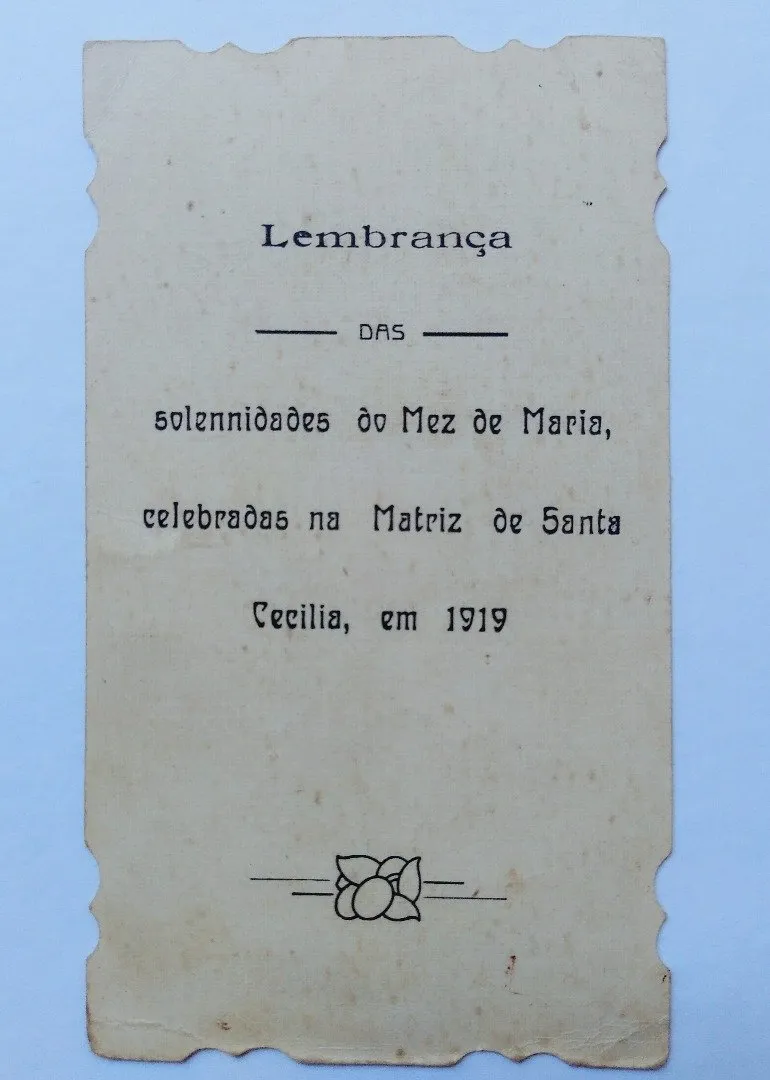 Lembrança
DAS
solennidades do Mez de Maria,
celebradas na Matriz de Santa
Cecilia, em 1919